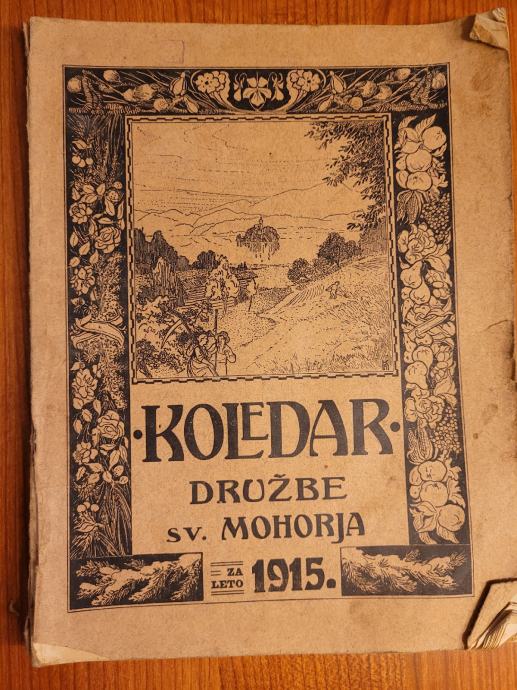 ·KOLEDAR·
DRUŽBE
SV. MOHORJA
ZA LETO 1915.